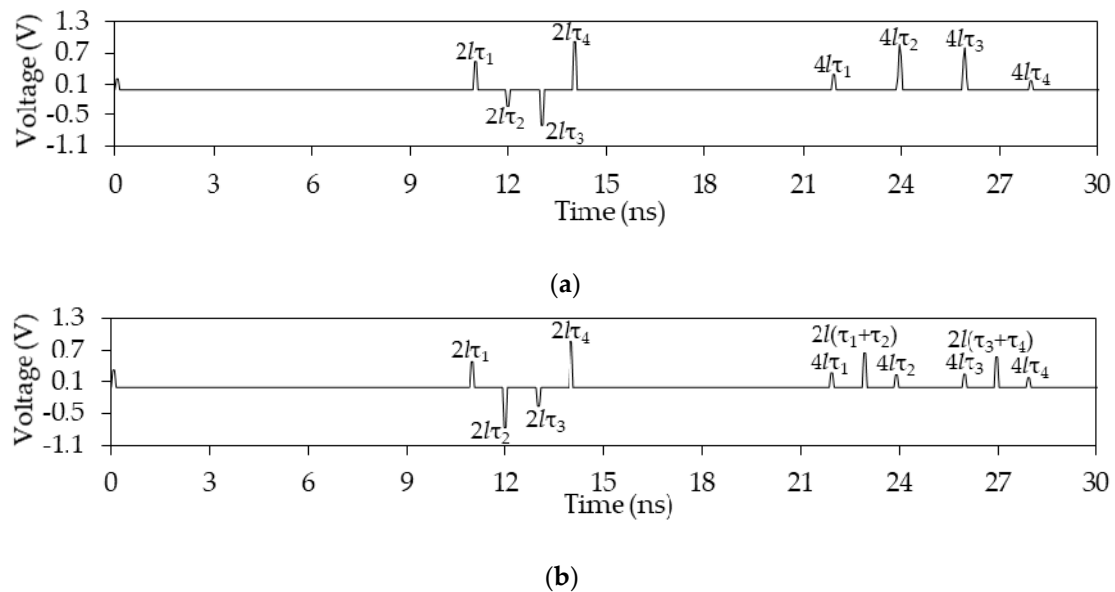 1.3
0.7
0.1
-0.5
-1.1
Voltage (V)
2lτ₁
2lτ₂
2lτ₃
2lτ₄
4lτ₁
4lτ₂
4lτ₃
4lτ₄
0 3 6 9 12 15 18 21 24 27 30
Time (ns)
(a)
1.3
0.7
0.1
-0.5
-1.1
Voltage (V)
2lτ₁
2lτ₂
2lτ₃
2lτ₄
2l(τ₁+τ₂)
4lτ₁
4lτ₂
2l(τ₃+τ₄)
4lτ₃
4lτ₄
0 3 6 9 12 15 18 21 24 27 30
Time (ns)
(b)